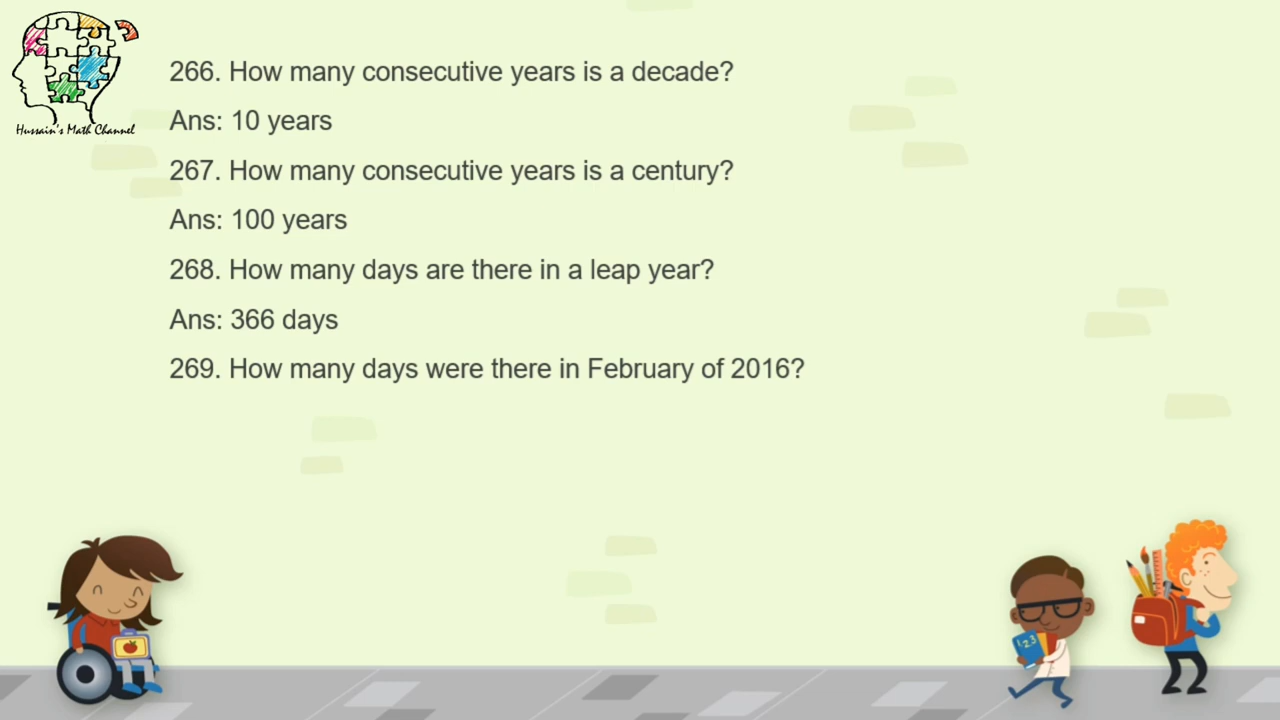 Hussain's Math Channel
266. How many consecutive years is a decade?
Ans: 10 years
267. How many consecutive years is a century?
Ans: 100 years
268. How many days are there in a leap year?
Ans: 366 days
269. How many days were there in February of 2016?
123